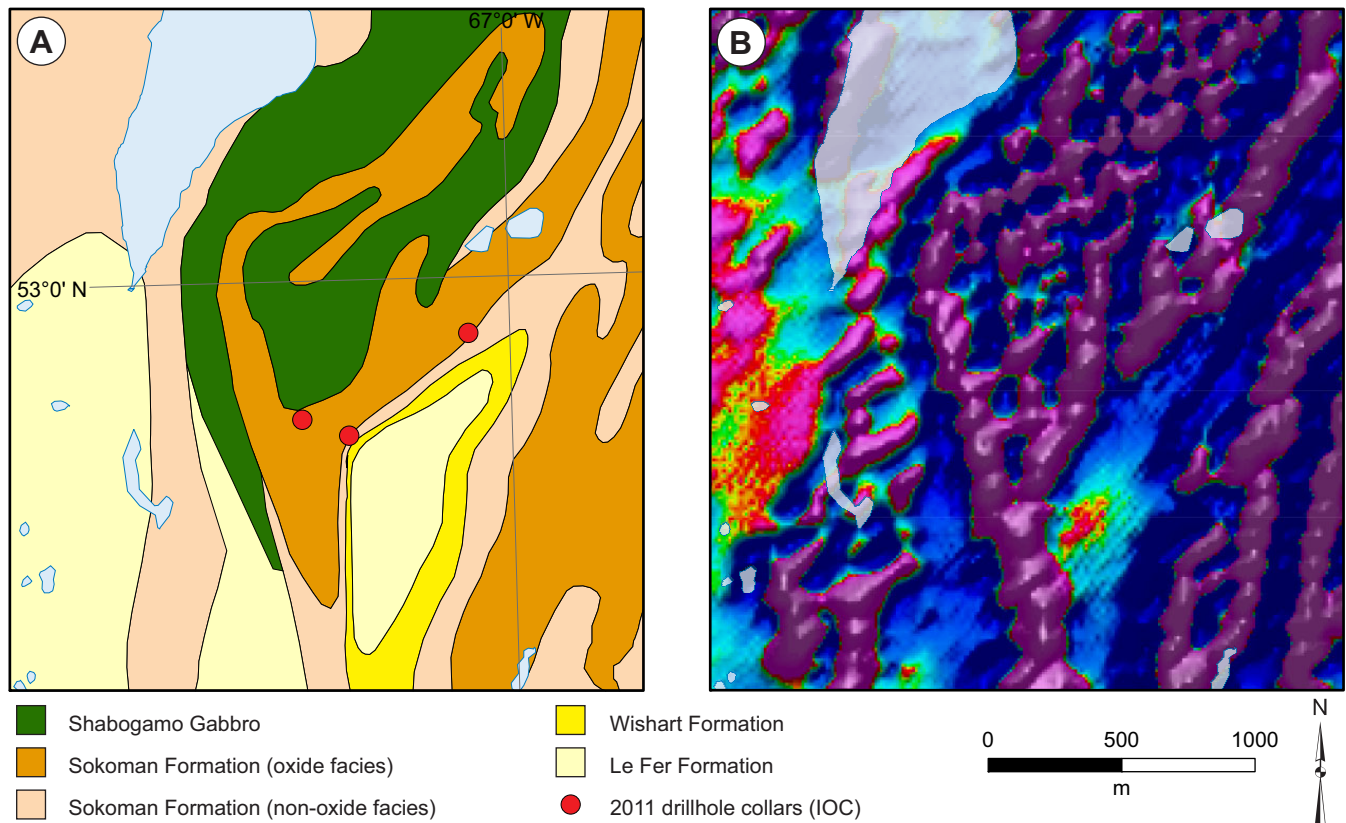 A
67°0' W
B
53°0' N
Shabogamo Gabbro
Sokoman Formation (oxide facies)
Sokoman Formation (non-oxide facies)
Wishart Formation
Le Fer Formation
2011 drillhole collars (IOC)
0 500 1000
m
N